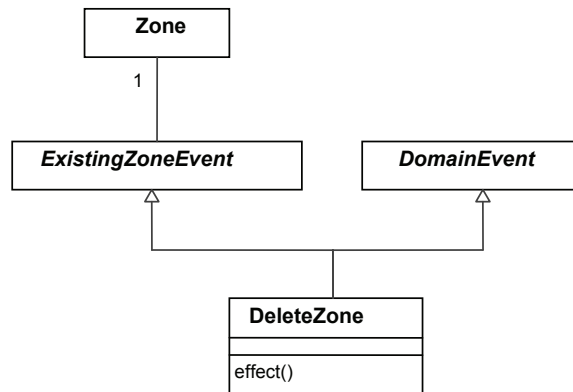 Zone
1
ExistingZoneEvent
DomainEvent
DeleteZone
effect()